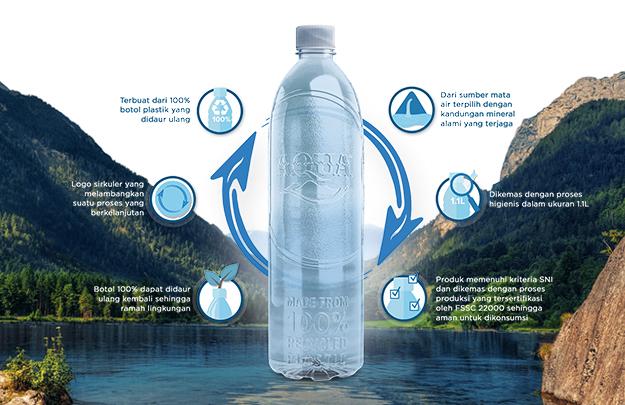 Terbuat dari 100%
botol plastik yang
didaur ulang
100%
Logo sirkuler yang
melambangkan
suatu proses yang
berkelanjutan
Botol 100% dapat didaur
ulang kembali sehingga
ramah lingkungan
AQUA
MADE FROM
100%
RECYCLED
Dari sumber mata
air terpilih dengan
kandungan mineral
alami yang terjaga
1.1L
Dikemas dengan proses
higienis dalam ukuran 1.1L
Produk memenuhi kriteria SNI
dan dikemas dengan proses
produksi yang tersertifikasi
oleh FSSC 22000 sehingga
aman untuk dikonsumsi